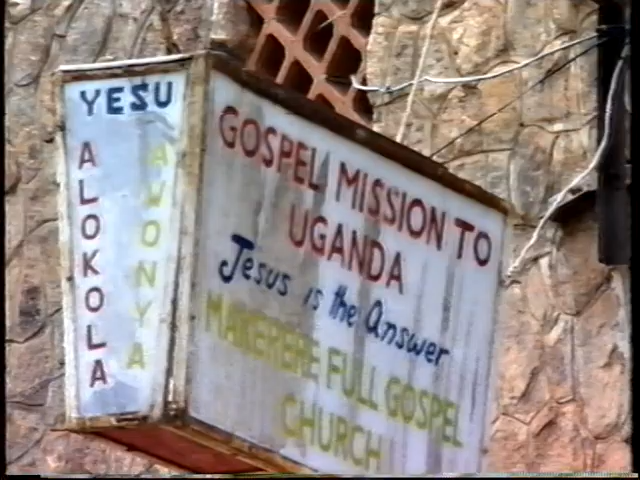 YESU
ALOKOLA
AWONYA
GOSPEL MISSION TO
UGANDA
Jesus is the Answer
MAKERERE FULL GOSPEL
CHURCH